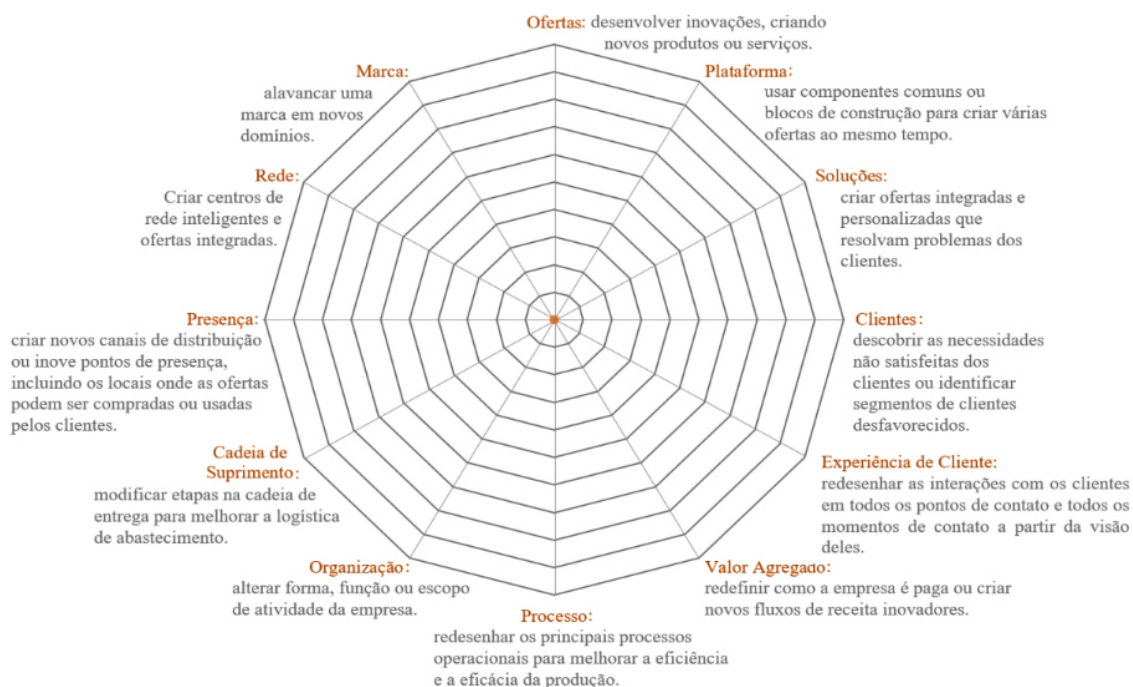 Ofertas: desenvolver inovações, criando
novos produtos ou serviços.
Plataforma:
usar componentes comuns ou
blocos de construção para criar várias
ofertas ao mesmo tempo.
Soluções:
criar ofertas integradas e
personalizadas que
resolvam problemas dos
clientes.
Clientes:
descobrir as necessidades
não satisfeitas dos
clientes ou identificar
segmentos de clientes
desfavorecidos.
Experiência de Cliente:
redesenhar as interações com os clientes
em todos os pontos de contato e todos os
momentos de contato a partir da visão
deles.
Valor Agregado:
redefinir como a empresa é paga ou criar
novos fluxos de receita inovadores.
Processo:
redesenhar os principais processos
operacionais para melhorar a eficiência
e a eficácia da produção.
Organização:
alterar forma, função ou escopo
de atividade da empresa.
Cadeia de
Suprimento:
modificar etapas na cadeia de
entrega para melhorar a logística
de abastecimento.
Presença:
criar novos canais de distribuição
ou inove pontos de presença,
incluindo os locais onde as ofertas
podem ser compradas ou usadas
pelos clientes.
Rede:
Criar centros de
rede inteligentes e
ofertas integradas.
Marca:
alavancar uma
marca em novos
domínios.